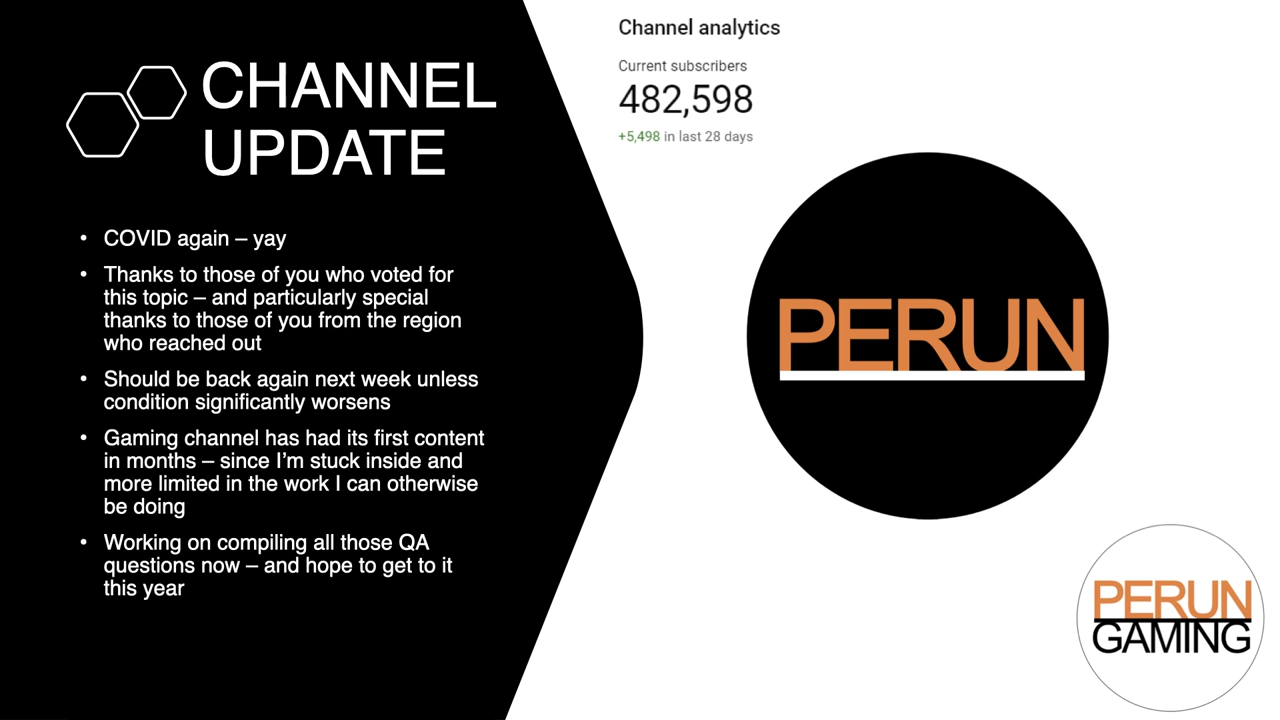 CHANNEL
UPDATE
• COVID again – yay
• Thanks to those of you who voted for
this topic – and particularly special
thanks to those of you from the region
who reached out
• Should be back again next week unless
condition significantly worsens
• Gaming channel has had its first content
in months – since I'm stuck inside and
more limited in the work I can otherwise
be doing
• Working on compiling all those QA
questions now – and hope to get to it
this year
Channel analytics
Current subscribers
482,598
+5,498 in last 28 days
PERUN
PERUN
GAMING